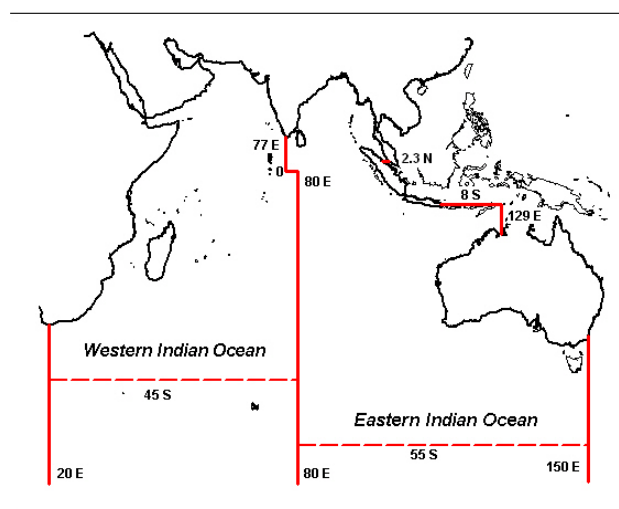 77 E
2.3 N
0
80 E
8 S
129 E
Western Indian Ocean
45 S
Eastern Indian Ocean
55 S
20 E
80 E
150 E